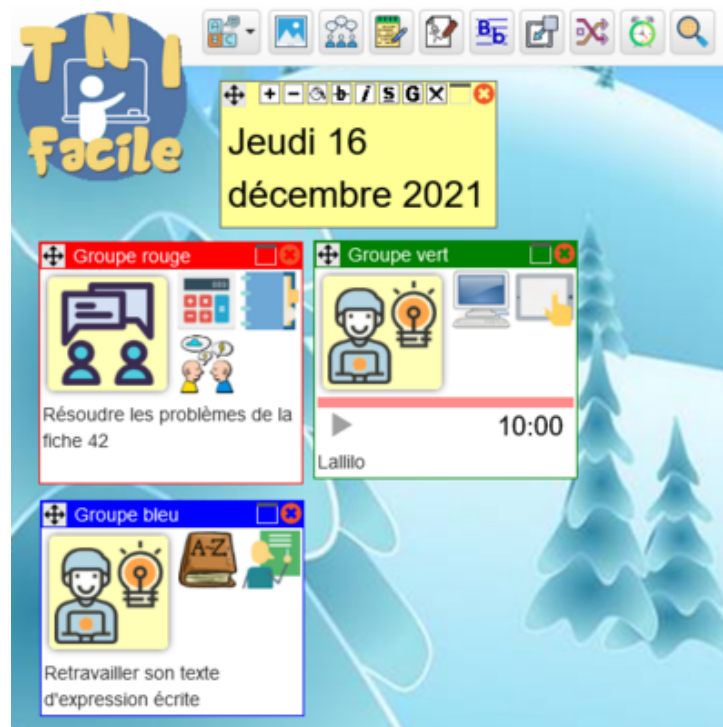 TNI
Facile
Bb
+ - b i S G X
Jeudi 16
décembre 2021
Groupe rouge
Résoudre les problèmes de la
fiche 42
Groupe vert
10:00
Lallilo
Groupe bleu
A-Z
Retravailler son texte
d'expression écrite